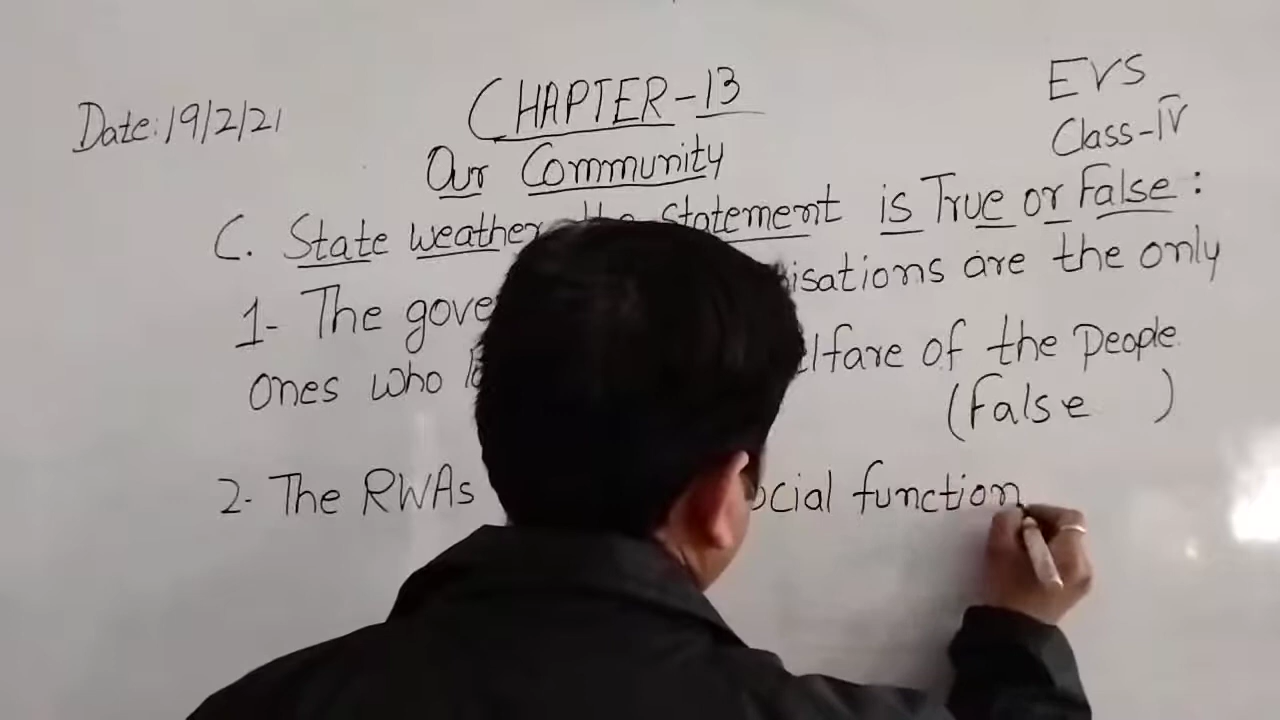 Date: 19/2/21
CHAPTER-13
EVS
Class-IV
Our Community
C. State weather the statement is True or False :
1- The gove isations are the only
ones who lfare of the people.
(False )
2- The RWAs ocial function